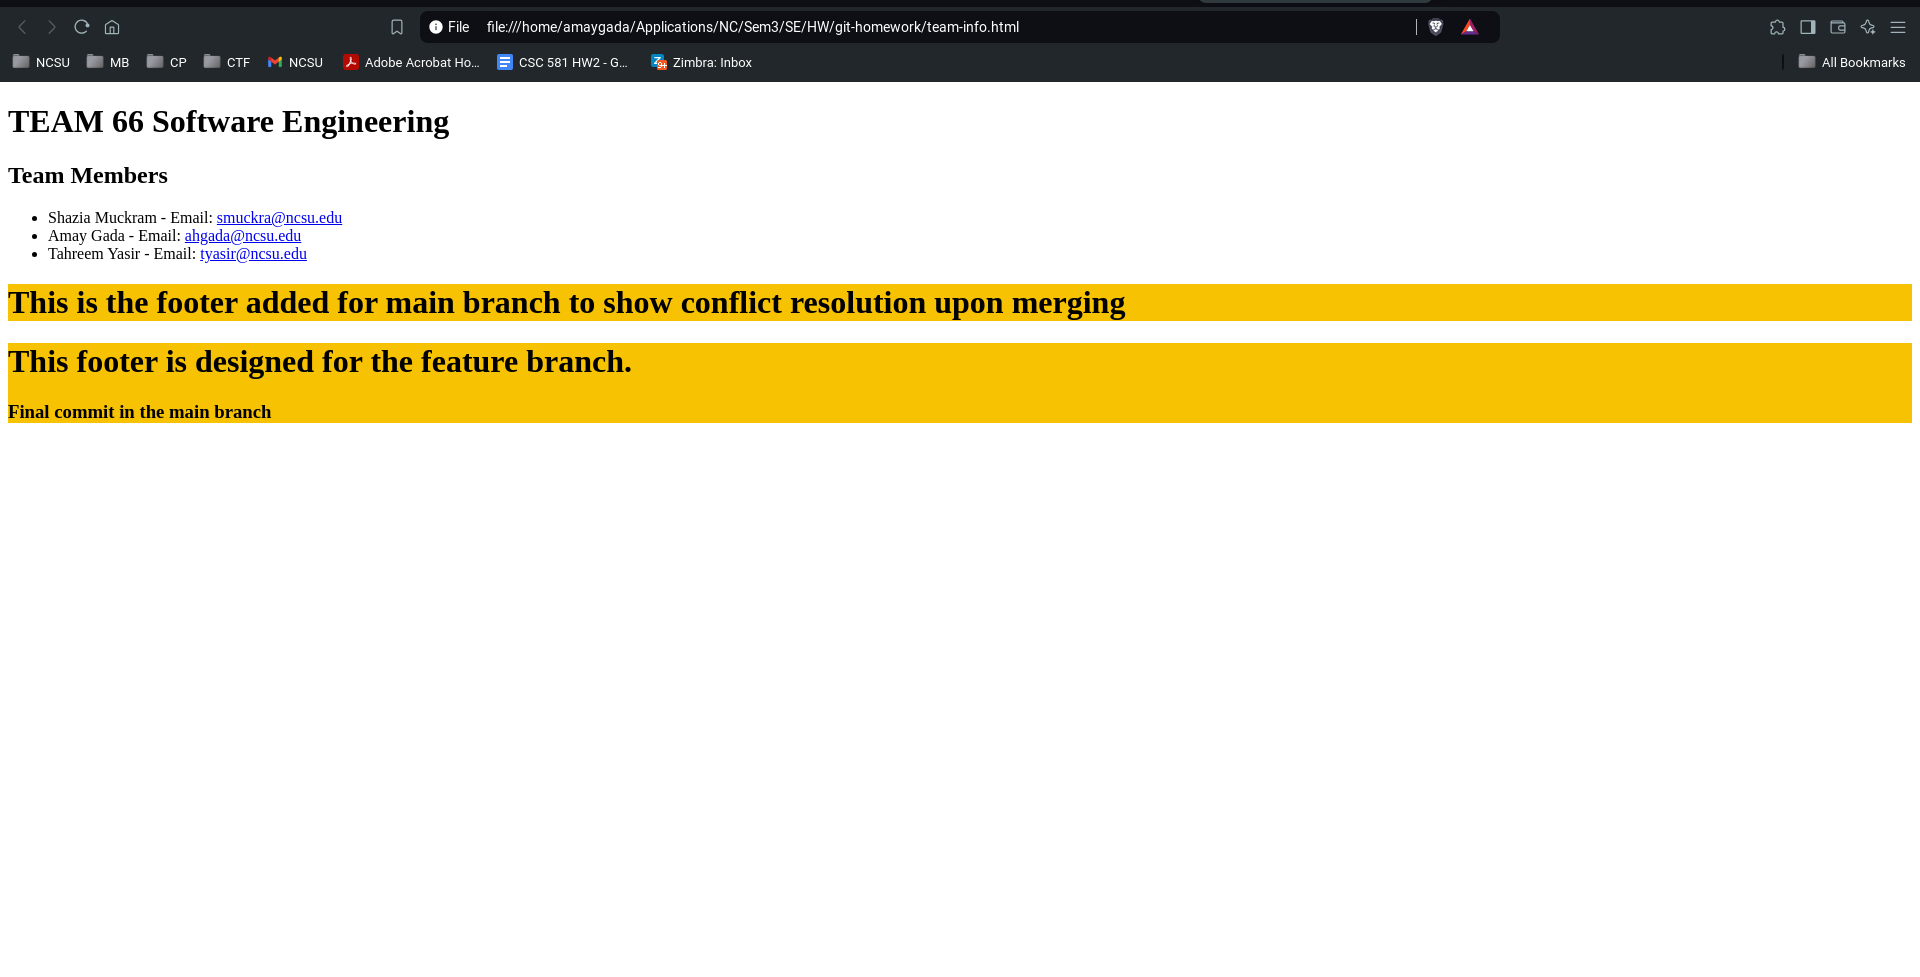 File file:///home/amaygada/Applications/NC/Sem3/SE/HW/git-homework/team-info.html
NCSU MB CP CTF NCSU Adobe Acrobat Ho... CSC 581 HW2 - G... Zimbra: Inbox All Bookmarks
TEAM 66 Software Engineering
Team Members
• Shazia Muckram - Email: smuckra@ncsu.edu
• Amay Gada - Email: ahgada@ncsu.edu
• Tahreem Yasir - Email: tyasir@ncsu.edu
This is the footer added for main branch to show conflict resolution upon merging
This footer is designed for the feature branch.
Final commit in the main branch